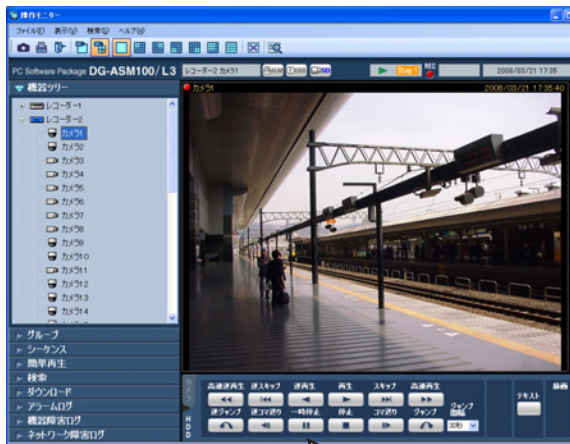 操作モニター
ファイル(F) 表示(V) 検索(S) ヘルプ(H)
PC Software Package DG-ASM100/L3
レコーダー2 カメラ1
ALM
SD
Step 1
REC
2008/03/21 17:35
機器ツリー
レコーダー1
レコーダー2
カメラ1
カメラ2
カメラ3
カメラ4
カメラ5
カメラ6
カメラ7
カメラ8
カメラ9
カメラ10
カメラ11
カメラ12
カメラ13
カメラ14
グループ
シーケンス
簡単再生
検索
ダウンロード
アラームログ
機器障害ログ
ネットワーク障害ログ
カメラ1
2008/03/21 17:35:40
カメラ
HDD
高速逆再生 逆スキップ 逆再生 再生 スキップ 高速再生
逆ジャンプ 逆コマ送り 一時停止 停止 コマ送り ジャンプ
ジャンプ
間隔
30秒
テキスト
録画